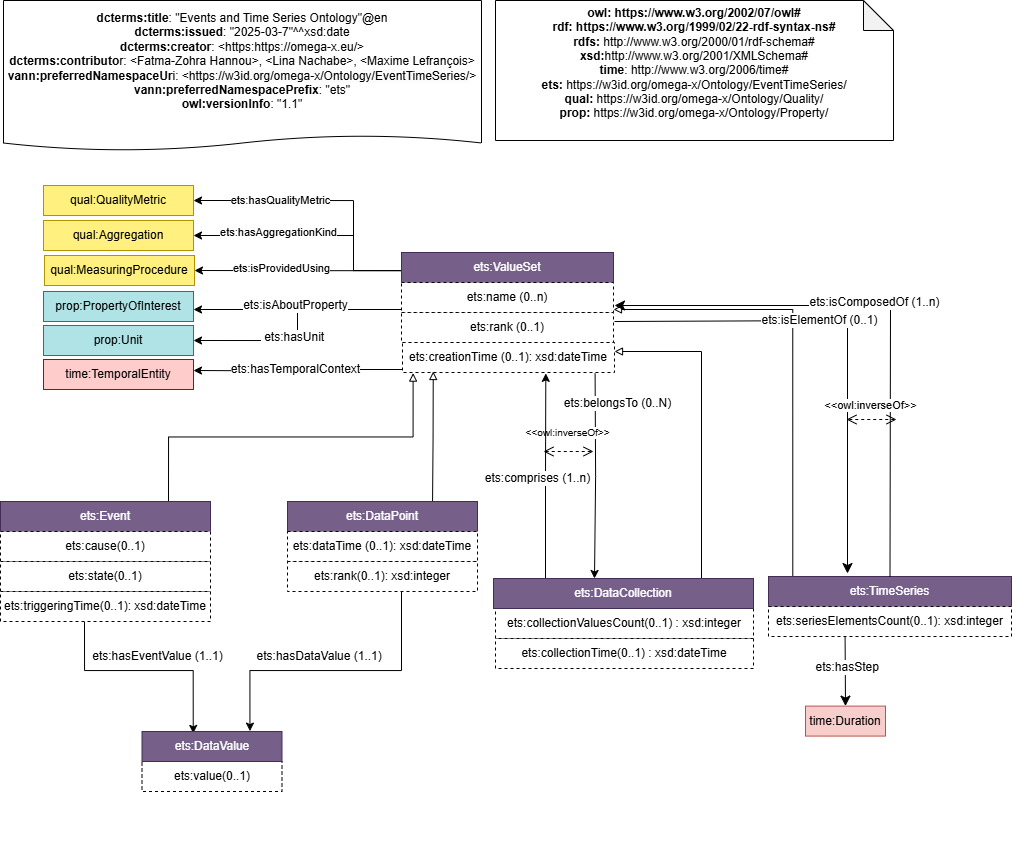 dcterms:title: "Events and Time Series Ontology"@en
dcterms:issued: "2025-03-7"^^xsd:date
dcterms:creator: <https:https://omega-x.eu/>
dcterms:contributor: <Fatma-Zohra Hannou>, <Lina Nachabe>, <Maxime Lefrançois>
vann:preferredNamespaceUri: <https://w3id.org/omega-x/Ontology/EventTimeSeries/>
vann:preferredNamespacePrefix: "ets"
owl:versionInfo: "1.1"
owl: https://www.w3.org/2002/07/owl#
rdf: https://www.w3.org/1999/02/22-rdf-syntax-ns#
rdfs: http://www.w3.org/2000/01/rdf-schema#
xsd:http://www.w3.org/2001/XMLSchema#
time: http://www.w3.org/2006/time#
ets: https://w3id.org/omega-x/Ontology/EventTimeSeries/
qual: https://w3id.org/omega-x/Ontology/Quality/
prop: https://w3id.org/omega-x/Ontology/Property/
qual:QualityMetric
ets:hasQualityMetric
qual:Aggregation
ets:hasAggregationKind
qual:MeasuringProcedure
ets:isProvidedUsing
prop:PropertyOfInterest
ets:isAboutProperty
prop:Unit
ets:hasUnit
time:TemporalEntity
ets:hasTemporalContext
ets:ValueSet
ets:name (0..n)
ets:rank (0..1)
ets:creationTime (0..1): xsd:dateTime
ets:isComposedOf (1..n)
ets:isElementOf (0..1)
<<owl:inverseOf>>
ets:belongsTo (0..N)
<<owl:inverseOf>>
ets:comprises (1..n)
ets:Event
ets:cause(0..1)
ets:state(0..1)
ets:triggeringTime(0..1): xsd:dateTime
ets:DataPoint
ets:dataTime (0..1): xsd:dateTime
ets:rank(0..1): xsd:integer
ets:DataCollection
ets:collectionValuesCount(0..1) : xsd:integer
ets:collectionTime(0..1) : xsd:dateTime
ets:TimeSeries
ets:seriesElementsCount(0..1): xsd:integer
ets:hasStep
time:Duration
ets:hasEventValue (1..1)
ets:hasDataValue (1..1)
ets:DataValue
ets:value(0..1)